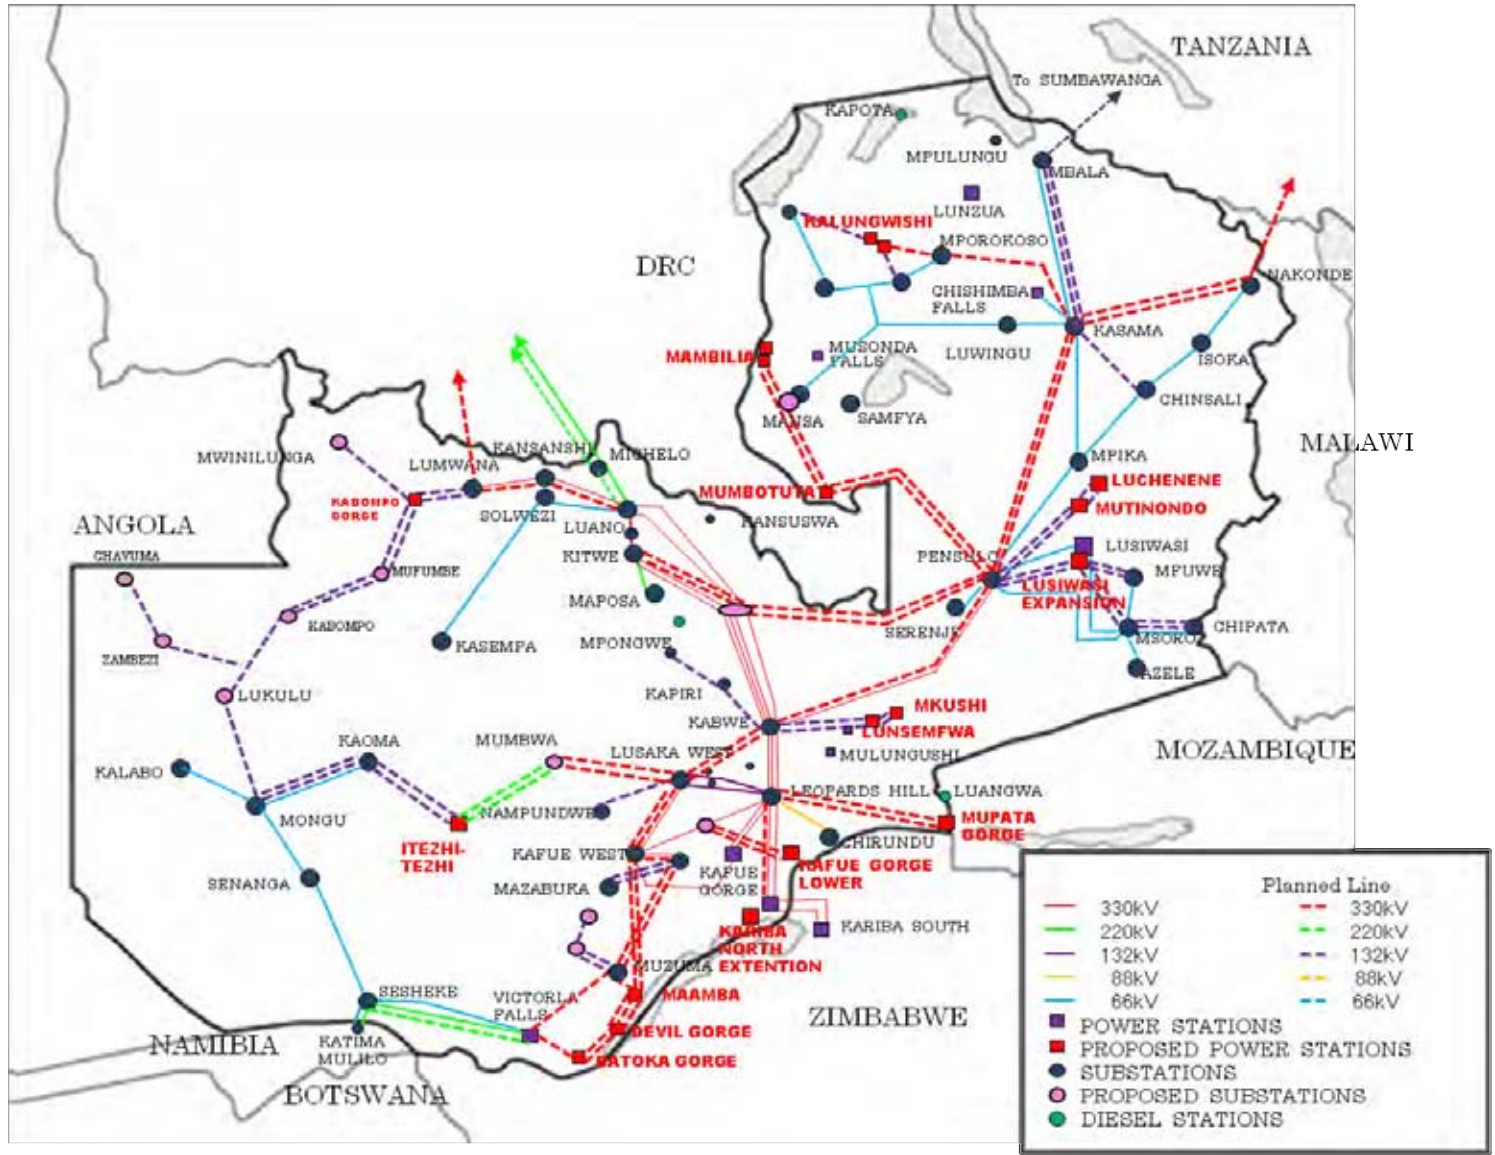 TANZANIA
To SUMBAWANGA
KAPOTA
MPULUNGU
MBALA
LUNZUA
KALUNGWISHI
MPOROKOSO
DRC
NAKONDE
CHISHIMBA
FALLS
KASAMA
MAMBILIA
MUSONDA
FALLS
LUWINGU
ISOKA
CHINSALI
MANSA
SAMFYA
MALAWI
KANSANSHI
MICHELO
MWINILUNGA
LUMWANA
MPIKA
LUCHENENE
KABOMPO
GORGE
MUMBOTUTA
MUTINONDO
SOLWEZI
LUANO
KANSUSWA
ANGOLA
CHAVUMA
KITWE
PENSULO
LUSIWASI
MUFUMBE
MFUWE
LUSIWASI
EXPANSION
MAPOSA
KABOMPO
SERENJE
MSORO
CHIPATA
KASEMPA
MPONGWE
ZAMBEZI
AZELE
LUKULU
KAPIRI
MKUSHI
KABWE
LUNSEMFWA
KAOMA
MUMBWA
LUSAKA WEST
MULUNGUSHI
MOZAMBIQUE
KALABO
LEOPARDS HILL
LUANGWA
MONGU
NAMPUNDWE
MUPATA
GORGE
ITEZHI-
TEZHI
KAFUE WEST
CHIRUNDU
KAFUE GORGE
LOWER
SENANGA
MAZABUKA
KAFUE
GORGE
KARIBA SOUTH
KARIBA
NORTH
EXTENTION
MUZUMA
SESHEKE
VICTORIA
FALLS
MAAMBA
ZIMBABWE
DEVIL GORGE
NAMIBIA
KATIMA
MULILO
BATOKA GORGE
BOTSWANA
Planned Line
330kV 330kV
220kV 220kV
132kV 132kV
88kV 88kV
66kV 66kV
POWER STATIONS
PROPOSED POWER STATIONS
SUBSTATIONS
PROPOSED SUBSTATIONS
DIESEL STATIONS